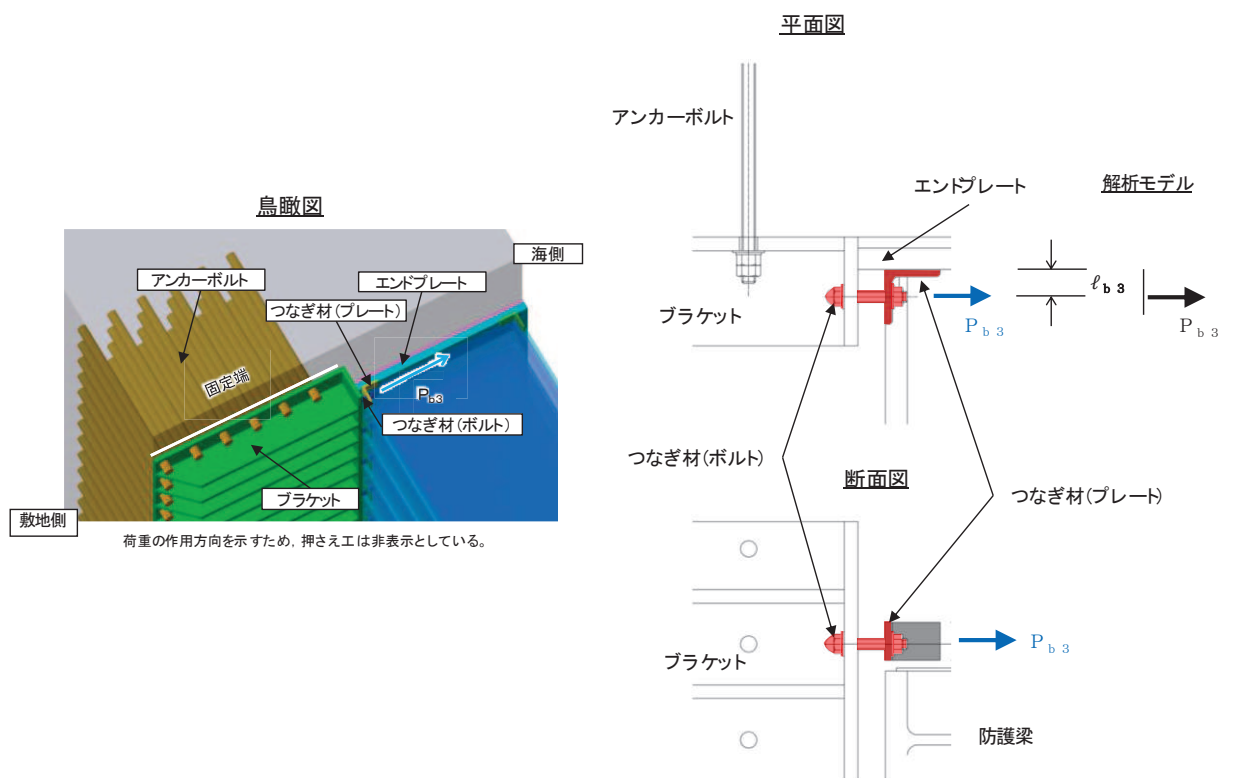 平面図
アンカーボルト
エンドプレート
解析モデル
ブラケット
ℓb3
Pb3
Pb3
つなぎ材(ボルト)
断面図
つなぎ材(プレート)
ブラケット
Pb3
防護梁
鳥瞰図
海側
アンカーボルト
エンドプレート
つなぎ材(プレート)
固定端
Pb3
つなぎ材(ボルト)
ブラケット
敷地側
荷重の作用方向を示すため，押さえ工は非表示としている。